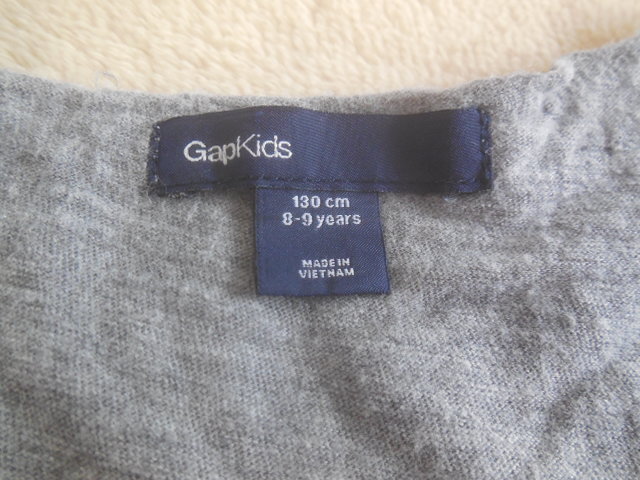 GapKids
130 cm
8-9 years
MADE IN
VIETNAM